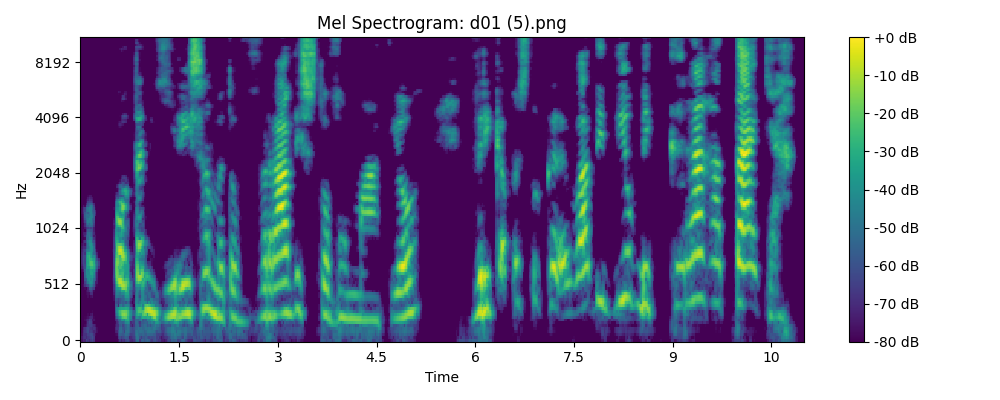 Mel Spectrogram: d01 (5).png
8192
4096
2048
1024
512
0
Hz
0 1.5 3 4.5 6 7.5 9 10
Time
+0 dB
-10 dB
-20 dB
-30 dB
-40 dB
-50 dB
-60 dB
-70 dB
-80 dB